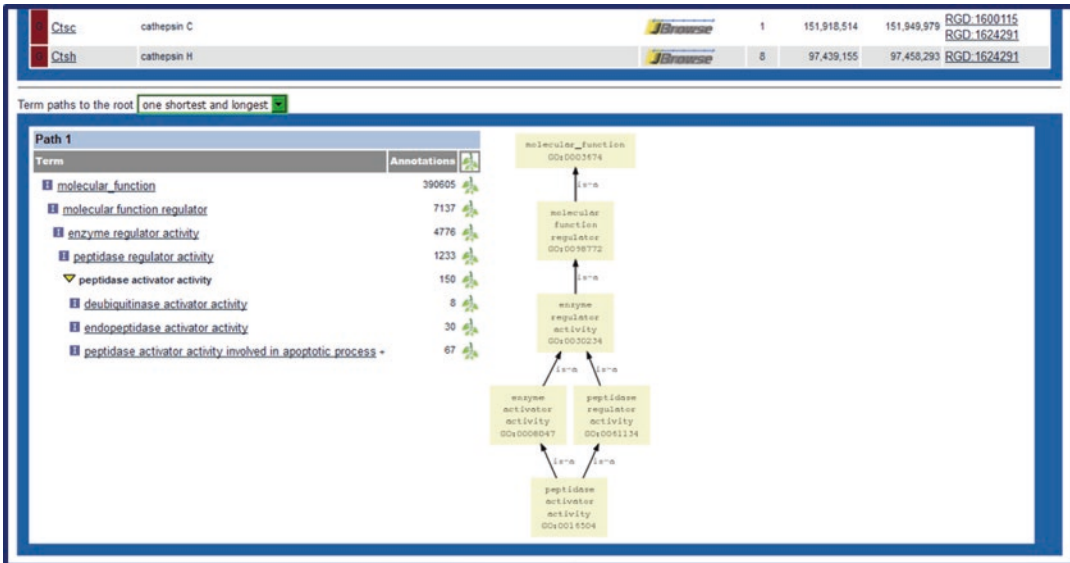 G Ctsc cathepsin C JBrowse 1 151,918,514 151,949,979 RGD:1600115
RGD:1624291
G Ctsh cathepsin H JBrowse 8 97,439,155 97,458,293 RGD:1624291
Term paths to the root one shortest and longest
Path 1
Term Annotations
molecular_function 390605
molecular function regulator 7137
enzyme regulator activity 4776
peptidase regulator activity 1233
peptidase activator activity 150
deubiquitinase activator activity 8
endopeptidase activator activity 30
peptidase activator activity involved in apoptotic process + 67
molecular_function
GO:0003674
is-a
molecular
function
regulator
GO:0098772
is-a
enzyme
regulator
activity
GO:0030234
is-a is-a
enzyme
activator
activity
GO:0008047
peptidase
regulator
activity
GO:0061134
is-a is-a
peptidase
activator
activity
GO:0016504